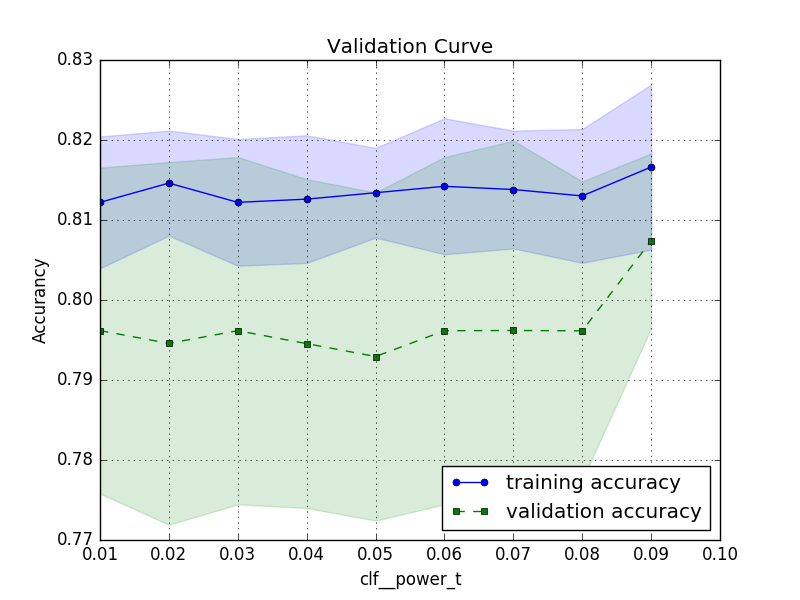 Validation Curve
0.83
0.82
0.81
0.80
0.79
0.78
0.77
Accurancy
training accuracy
validation accuracy
0.01 0.02 0.03 0.04 0.05 0.06 0.07 0.08 0.09 0.10
clf__power_t